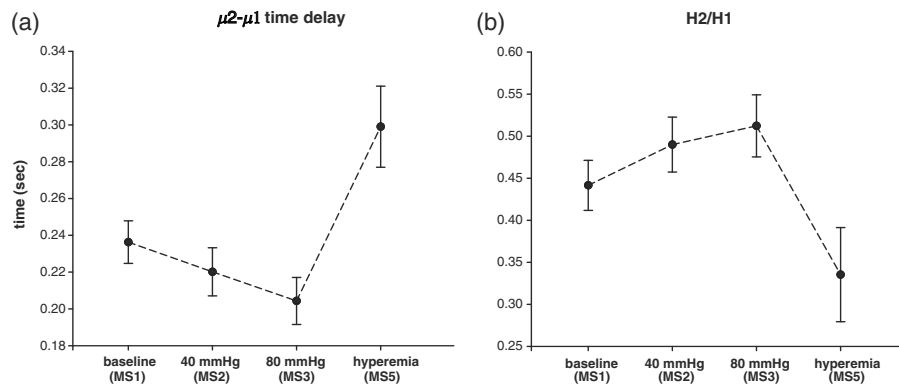 (a)
μ2-μ1 time delay
0.34
0.32
0.30
0.28
0.26
0.24
0.22
0.20
0.18
time (sec)
baseline 40 mmHg 80 mmHg hyperemia
(MS1) (MS2) (MS3) (MS5)
(b)
H2/H1
0.60
0.55
0.50
0.45
0.40
0.35
0.30
0.25
baseline 40 mmHg 80 mmHg hyperemia
(MS1) (MS2) (MS3) (MS5)